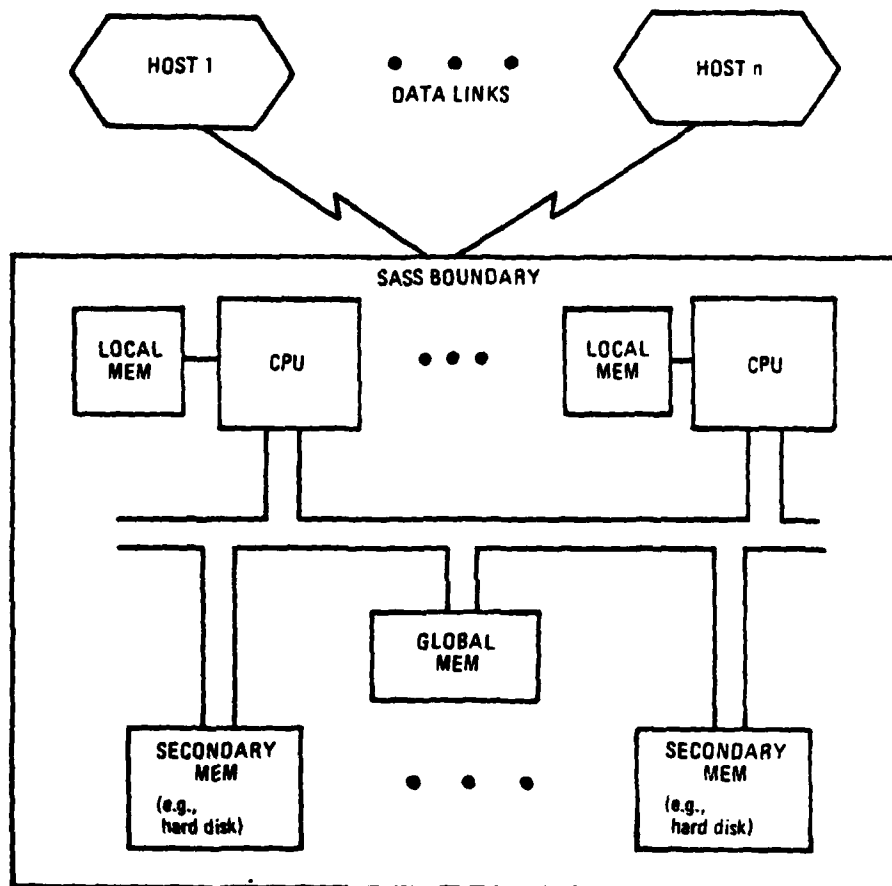 HOST 1
HOST n
DATA LINKS
SASS BOUNDARY
LOCAL
MEM
CPU
LOCAL
MEM
CPU
GLOBAL
MEM
SECONDARY
MEM
(e.g.,
hard disk)
SECONDARY
MEM
(e.g.,
hard disk)